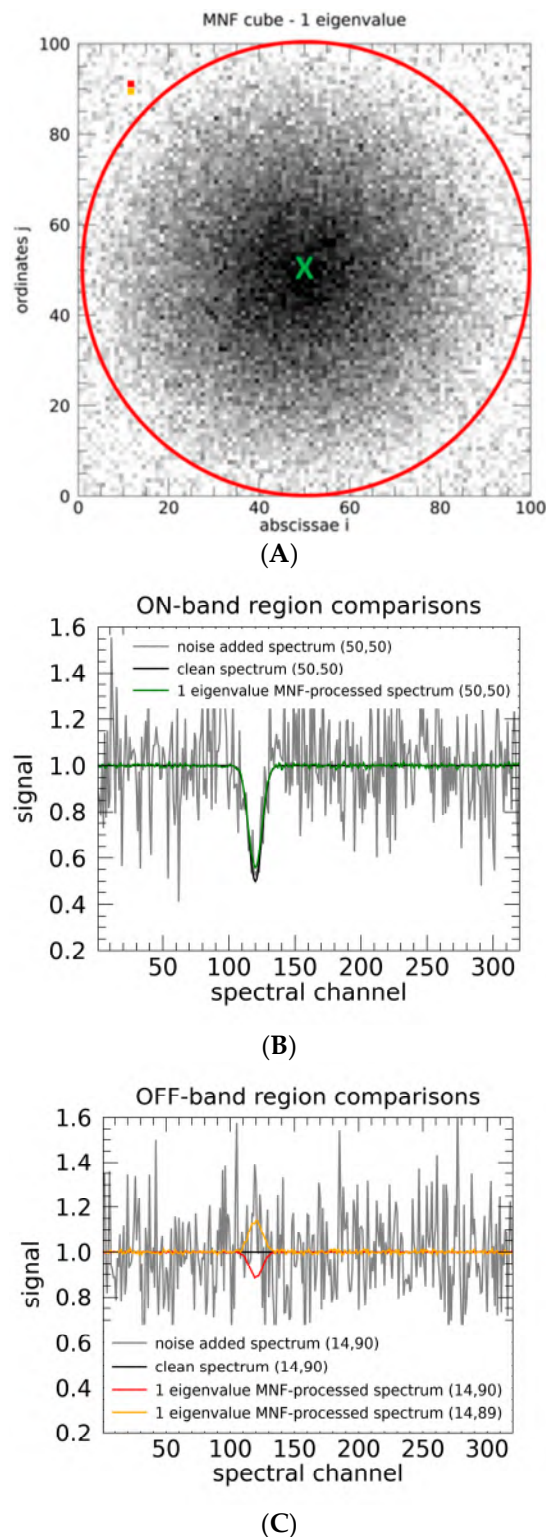 MNF cube - 1 eigenvalue
100
80
60
40
20
0
ordinates j
0 20 40 60 80 100
abscissae i
X
(A)
ON-band region comparisons
1.6
1.4
1.2
1.0
0.8
0.6
0.4
0.2
signal
noise added spectrum (50,50)
clean spectrum (50.50)
1 eigenvalue MNF-processed spectrum (50,50)
50 100 150 200 250 300
spectral channel
(B)
OFF-band region comparisons
1.6
1.4
1.2
1.0
0.8
0.6
0.4
0.2
signal
noise added spectrum (14,90)
clean spectrum (14,90)
1 eigenvalue MNF-processed spectrum (14,90)
1 eigenvalue MNF-processed spectrum (14,89)
50 100 150 200 250 300
spectral channel
(C)